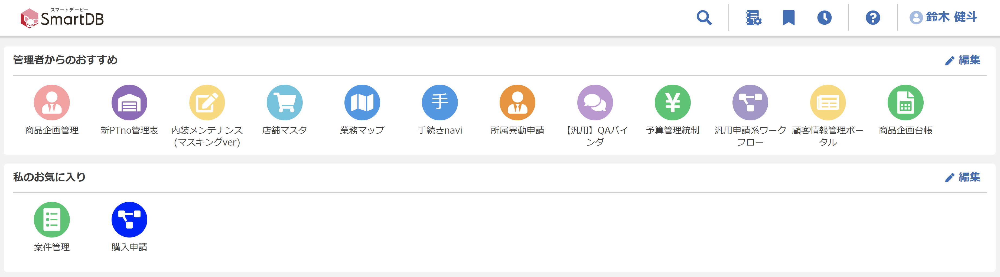 スマートデービー
SmartDB
鈴木 健斗
管理者からのおすすめ
編集
手
商品企画管理
新PTno管理表
内装メンテナンス
(マスキングver)
店舗マスタ
業務マップ
手続きnavi
所属異動申請
【汎用】QAバイ
ンダ
予算管理統制
汎用申請系ワーク
フロー
顧客情報管理ポー
タル
商品企画台帳
私のお気に入り
編集
案件管理
購入申請